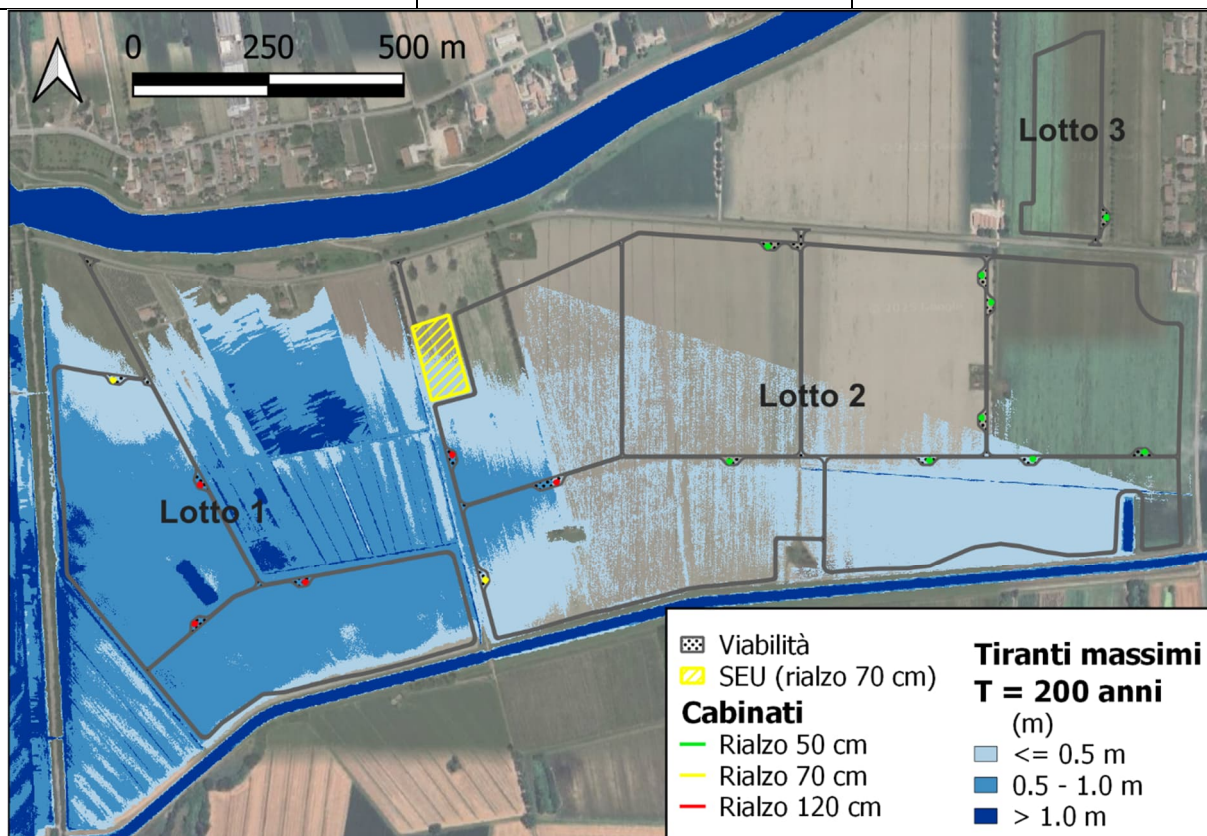 0 250 500 m
Lotto 3
Lotto 2
Lotto 1
Viabilità
SEU (rialzo 70 cm)
Cabinati
Rialzo 50 cm
Rialzo 70 cm
Rialzo 120 cm
Tiranti massimi
T = 200 anni
(m)
<= 0.5 m
0.5 - 1.0 m
> 1.0 m